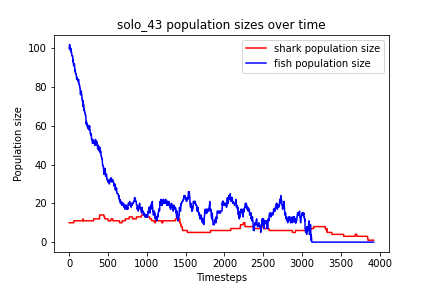 solo_43 population sizes over time
shark population size
fish population size
Population size
100
80
60
40
20
0
0 500 1000 1500 2000 2500 3000 3500 4000
Timesteps